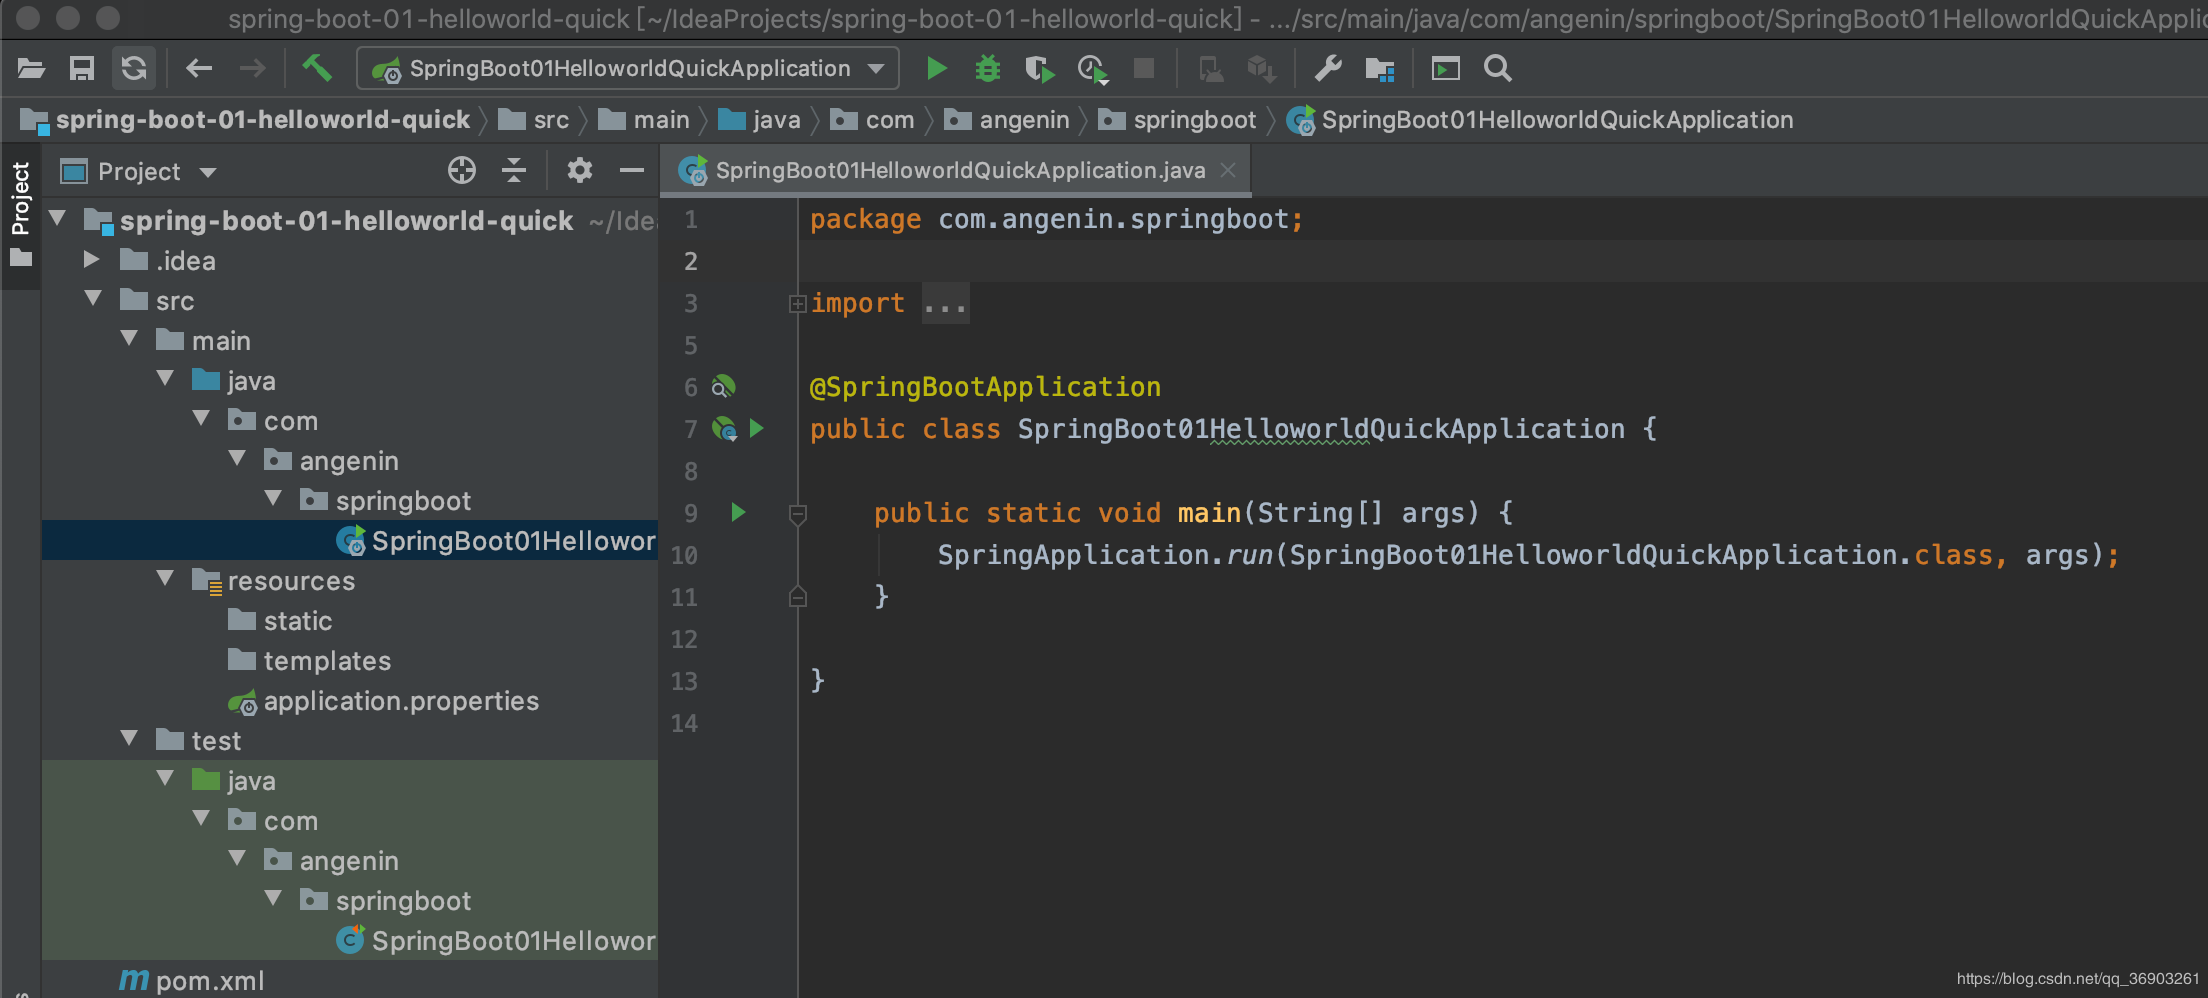 spring-boot-01-helloworld-quick [~/IdeaProjects/spring-boot-01-helloworld-quick] - .../src/main/java/com/angenin/springboot/SpringBoot01HelloworldQuickApplic
SpringBoot01HelloworldQuickApplication
spring-boot-01-helloworld-quick src main java com angenin springboot SpringBoot01HelloworldQuickApplication
Project
Project
SpringBoot01HelloworldQuickApplication.java
spring-boot-01-helloworld-quick ~/Idea
.idea
src
main
java
com
angenin
springboot
SpringBoot01Hellowor
resources
static
templates
application.properties
test
java
com
angenin
springboot
SpringBoot01Hellowor
pom.xml
1 package com.angenin.springboot;
2
3 import ...
5
6 @SpringBootApplication
7 public class SpringBoot01HelloworldQuickApplication {
8
9 public static void main(String[] args) {
10 SpringApplication.run(SpringBoot01HelloworldQuickApplication.class, args);
11 }
12
13 }
14
https://blog.csdn.net/qq_36903261